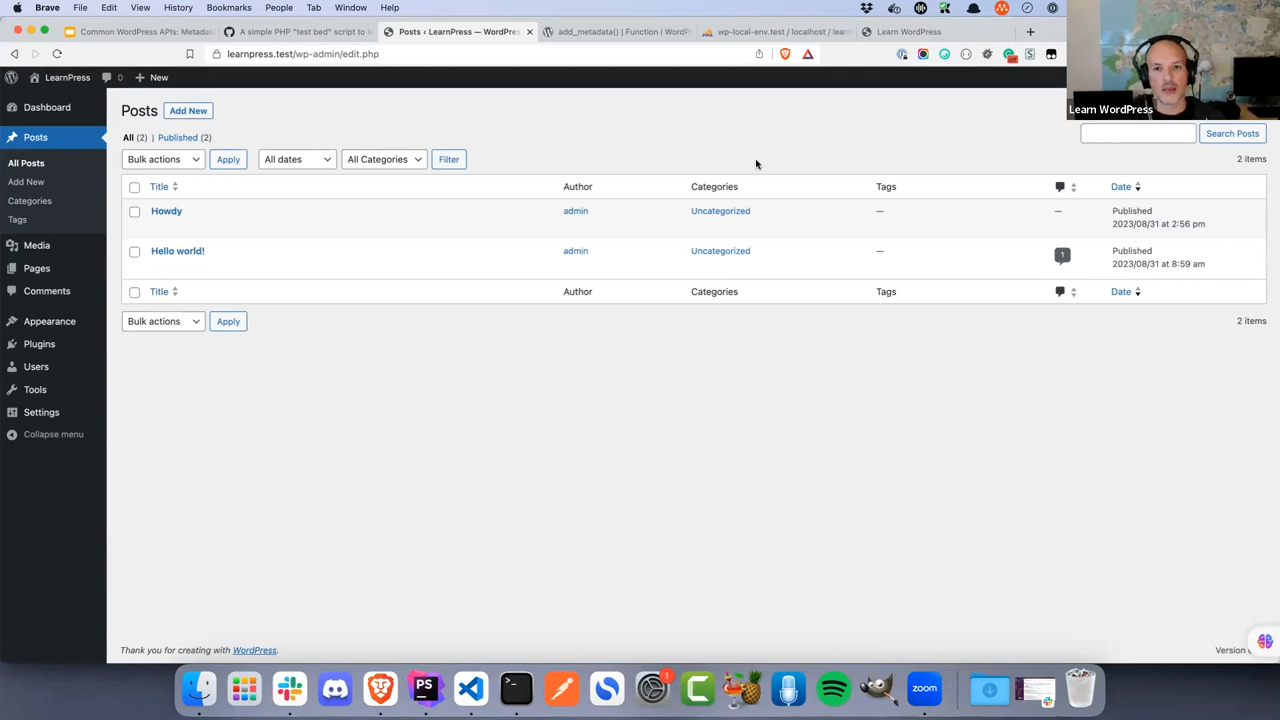 Brave File Edit View History Bookmarks People Tab Window Help
Common WordPress APIs: Metada
A simple PHP "test bed" script to le
Posts ‹ LearnPress — WordPres
add_metadata() | Function | WordP
wp-local-env.test / localhost / learn
Learn WordPress
learnpress.test/wp-admin/edit.php
LearnPress 0 New
Learn WordPress
Dashboard
Posts
All Posts
Add New
Categories
Tags
Media
Pages
Comments
Appearance
Plugins
Users
Tools
Settings
Collapse menu
Posts Add New
All (2) | Published (2)
Search Posts
Bulk actions Apply All dates All Categories Filter
2 items
Title Author Categories Tags Date
Howdy admin Uncategorized — — Published
2023/08/31 at 2:56 pm
Hello world! admin Uncategorized — 1 Published
2023/08/31 at 8:59 am
Title Author Categories Tags Date
Bulk actions Apply
2 items
Thank you for creating with WordPress.
Version
PS
1
zoom